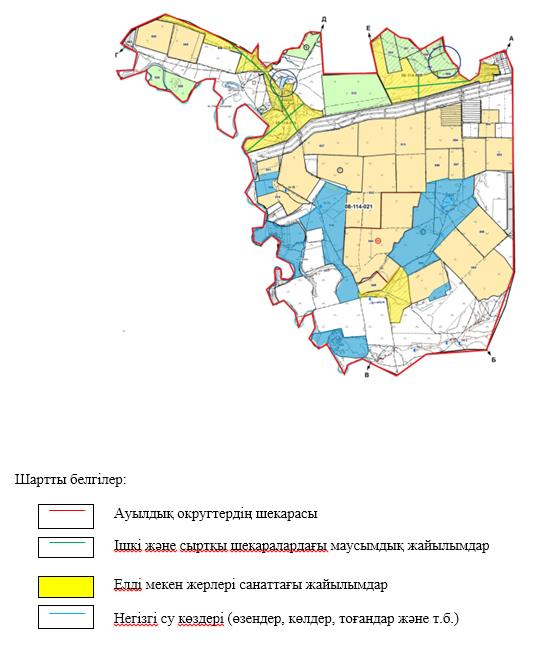 Д
Е
А
Г
08-114-021
В
Б
Шартты белгілер:
Ауылдық округтердің шекарасы
Ішкі және сыртқы шекаралардағы маусымдық жайылымдар
Елді мекен жерлері санаттағы жайылымдар
Негізгі су көздері (өзендер, көлдер, тоғандар және т.б.)